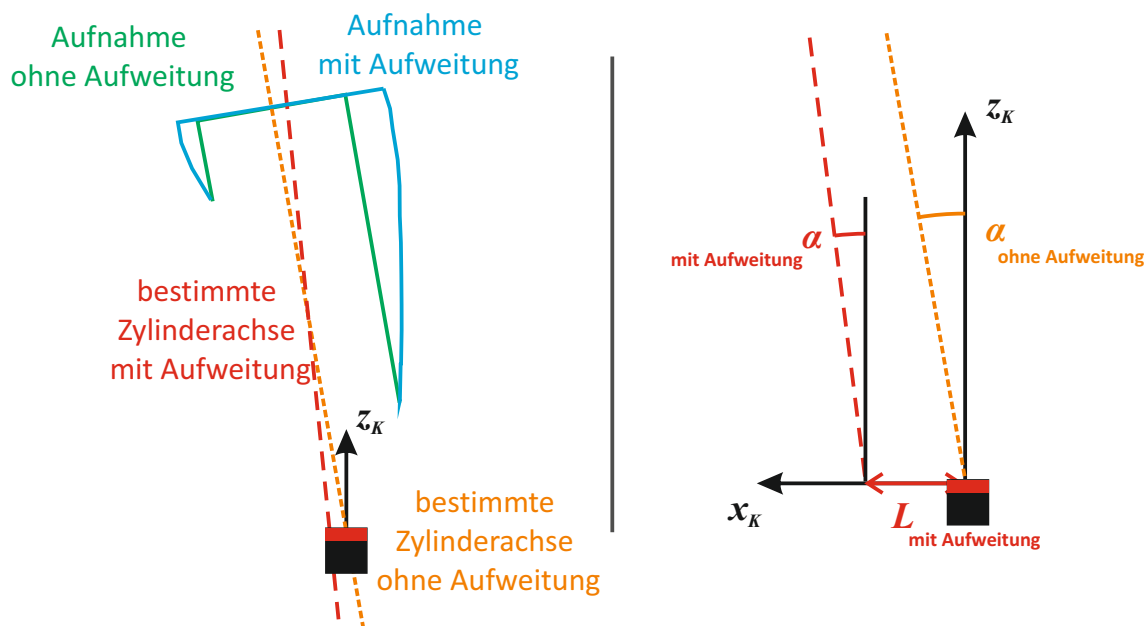 Aufnahme
ohne Aufweitung
Aufnahme
mit Aufweitung
bestimmte
Zylinderachse
mit Aufweitung
z_K
bestimmte
Zylinderachse
ohne Aufweitung
z_K
α
mit Aufweitung
α
ohne Aufweitung
x_K
L
mit Aufweitung